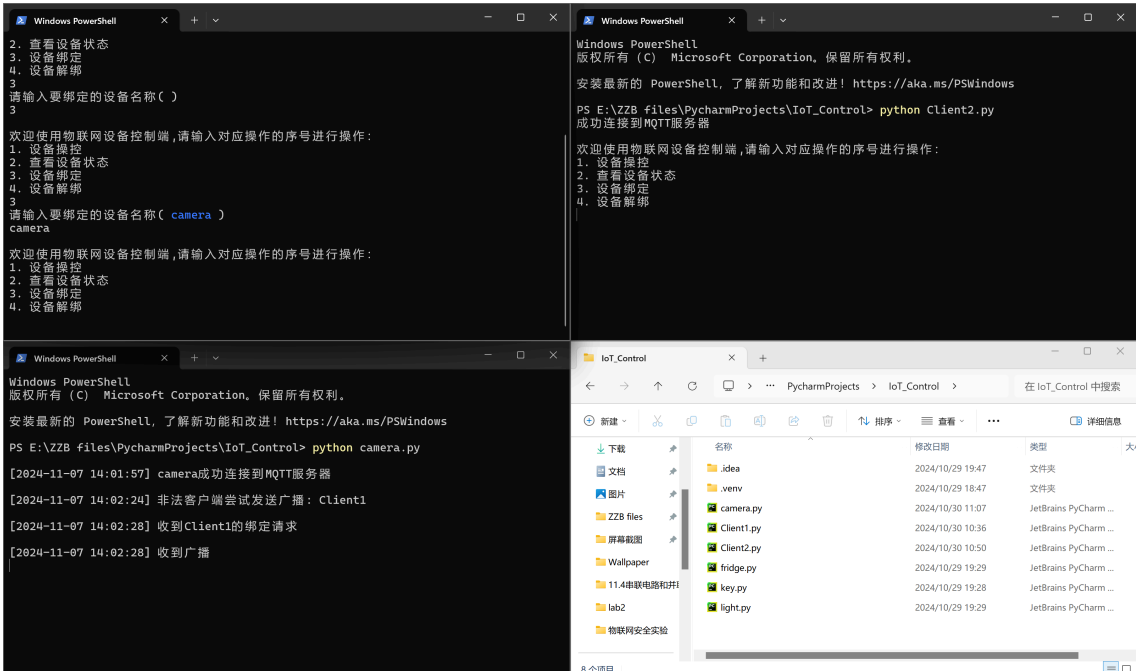 Windows PowerShell
2. 查看设备状态
3. 设备绑定
4. 设备解绑
3
请输入要绑定的设备名称( )
3
欢迎使用物联网设备控制端,请输入对应操作的序号进行操作:
1. 设备操控
2. 查看设备状态
3. 设备绑定
4. 设备解绑
3
请输入要绑定的设备名称( camera )
camera
欢迎使用物联网设备控制端,请输入对应操作的序号进行操作:
1. 设备操控
2. 查看设备状态
3. 设备绑定
4. 设备解绑
Windows PowerShell
Windows PowerShell
版权所有 (C) Microsoft Corporation。保留所有权利。
安装最新的 PowerShell，了解新功能和改进！https://aka.ms/PSWindows
PS E:\ZZB files\PycharmProjects\IoT_Control> python Client2.py
成功连接到MQTT服务器
欢迎使用物联网设备控制端,请输入对应操作的序号进行操作:
1. 设备操控
2. 查看设备状态
3. 设备绑定
4. 设备解绑
Windows PowerShell
Windows PowerShell
版权所有 (C) Microsoft Corporation。保留所有权利。
安装最新的 PowerShell，了解新功能和改进！https://aka.ms/PSWindows
PS E:\ZZB files\PycharmProjects\IoT_Control> python camera.py
[2024-11-07 14:01:57] camera成功连接到MQTT服务器
[2024-11-07 14:02:24] 非法客户端尝试发送广播: Client1
[2024-11-07 14:02:28] 收到Client1的绑定请求
[2024-11-07 14:02:28] 收到广播
IoT_Control
PycharmProjects > IoT_Control > 在 IoT_Control 中搜索
新建 排序 查看 ··· 详细信息
下载
文档
图片
ZZB files
屏幕截图
Wallpaper
11.4串联电路和并
lab2
物联网安全实验
名称 修改日期 类型
.idea 2024/10/29 19:47 文件夹
.venv 2024/10/29 18:47 文件夹
camera.py 2024/10/30 11:07 JetBrains PyCharm ...
Client1.py 2024/10/30 10:36 JetBrains PyCharm ...
Client2.py 2024/10/30 10:50 JetBrains PyCharm ...
fridge.py 2024/10/29 19:29 JetBrains PyCharm ...
key.py 2024/10/29 19:28 JetBrains PyCharm ...
light.py 2024/10/29 19:29 JetBrains PyCharm ...
8 个项目